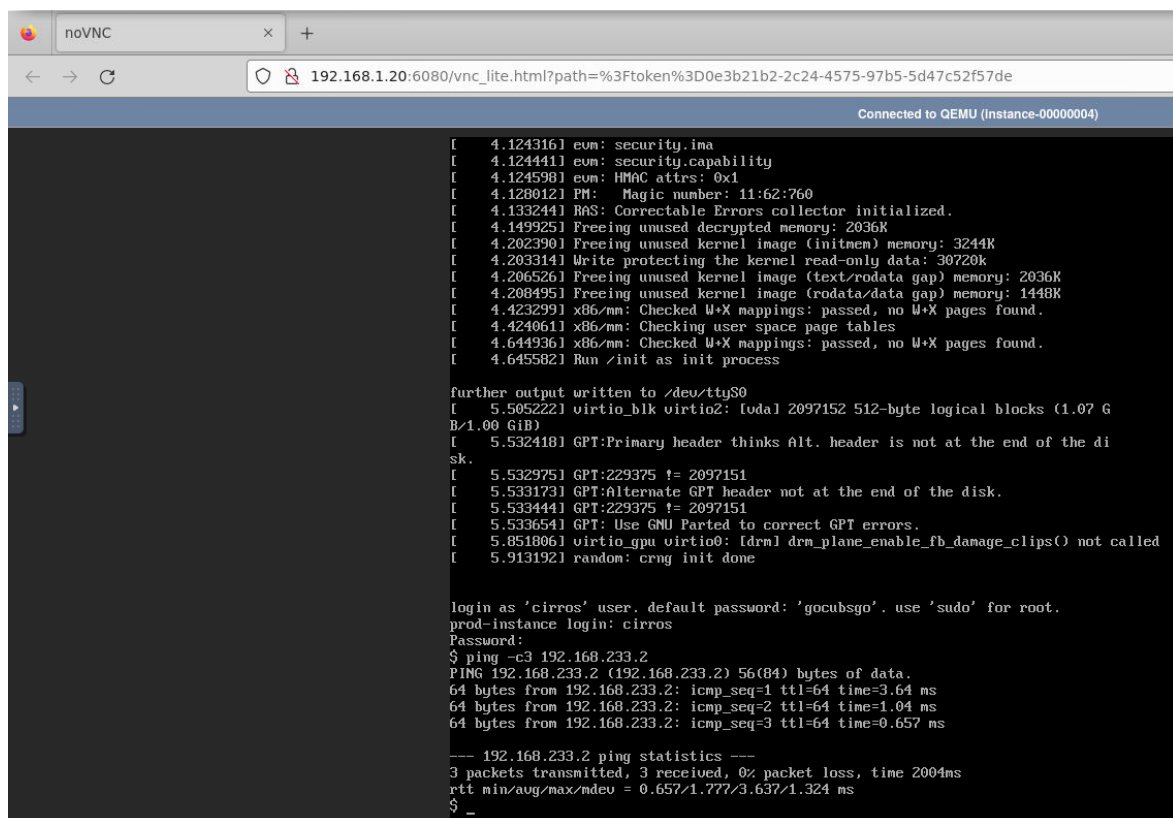 noVNC
192.168.1.20:6080/vnc_lite.html?path=%3Ftoken%3D0e3b21b2-2c24-4575-97b5-5d47c52f57de
Connected to QEMU (instance-00000004)
[    4.124316] evm: security.ima
[    4.124441] evm: security.capability
[    4.124598] evm: HMAC attrs: 0x1
[    4.128012] PM:   Magic number: 11:62:760
[    4.133244] RAS: Correctable Errors collector initialized.
[    4.149925] Freeing unused decrypted memory: 2036K
[    4.202390] Freeing unused kernel image (initmem) memory: 3244K
[    4.203314] Write protecting the kernel read-only data: 30720k
[    4.206526] Freeing unused kernel image (text/rodata gap) memory: 2036K
[    4.208495] Freeing unused kernel image (rodata/data gap) memory: 1448K
[    4.423299] x86/mm: Checked W+X mappings: passed, no W+X pages found.
[    4.424061] x86/mm: Checking user space page tables
[    4.644936] x86/mm: Checked W+X mappings: passed, no W+X pages found.
[    4.645582] Run /init as init process
further output written to /dev/ttyS0
[    5.505222] virtio_blk virtio2: [vda] 2097152 512-byte logical blocks (1.07 G
B/1.00 GiB)
[    5.532418] GPT:Primary header thinks Alt. header is not at the end of the di
sk.
[    5.532975] GPT:229375 != 2097151
[    5.533173] GPT:Alternate GPT header not at the end of the disk.
[    5.533444] GPT:229375 != 2097151
[    5.533654] GPT: Use GNU Parted to correct GPT errors.
[    5.851806] virtio_gpu virtio0: [drm] drm_plane_enable_fb_damage_clips() not called
[    5.913192] random: crng init done
login as 'cirros' user. default password: 'gocubsgo'. use 'sudo' for root.
prod-instance login: cirros
Password:
$ ping -c3 192.168.233.2
PING 192.168.233.2 (192.168.233.2) 56(84) bytes of data.
64 bytes from 192.168.233.2: icmp_seq=1 ttl=64 time=3.64 ms
64 bytes from 192.168.233.2: icmp_seq=2 ttl=64 time=1.04 ms
64 bytes from 192.168.233.2: icmp_seq=3 ttl=64 time=0.657 ms
--- 192.168.233.2 ping statistics ---
3 packets transmitted, 3 received, 0% packet loss, time 2004ms
rtt min/avg/max/mdev = 0.657/1.777/3.637/1.324 ms
$ _